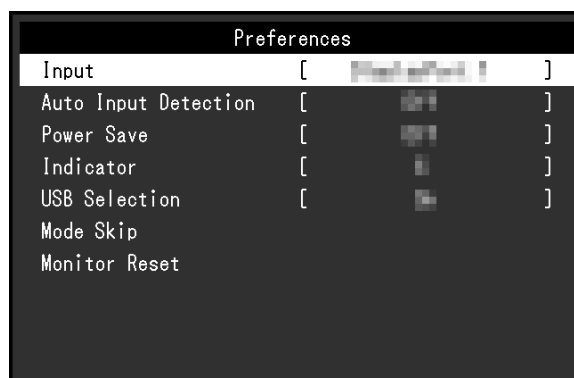 Preferences
Input [ ]
Auto Input Detection [ ]
Power Save [ ]
Indicator [ ]
USB Selection [ ]
Mode Skip
Monitor Reset